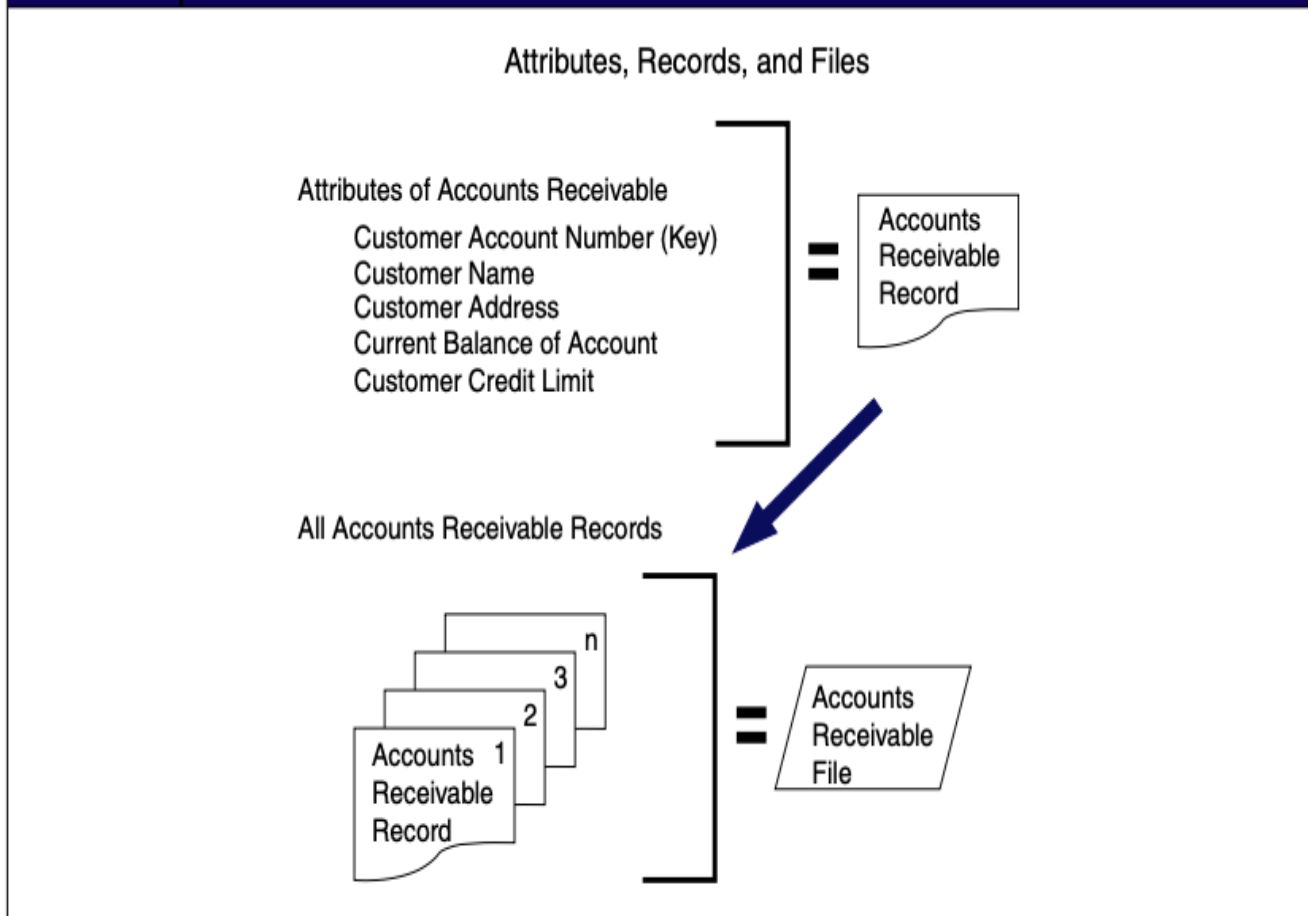 Attributes, Records, and Files
Attributes of Accounts Receivable
Customer Account Number (Key)
Customer Name
Customer Address
Current Balance of Account
Customer Credit Limit
=
Accounts
Receivable
Record
All Accounts Receivable Records
n
3
2
Accounts 1
Receivable
Record
=
Accounts
Receivable
File